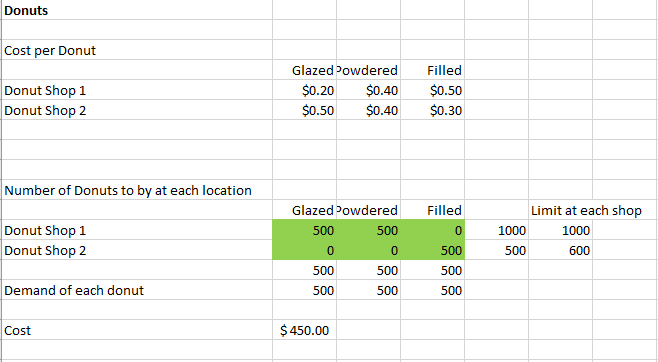 Donuts
Cost per Donut
Glazed Powdered Filled
Donut Shop 1 $0.20 $0.40 $0.50
Donut Shop 2 $0.50 $0.40 $0.30
Number of Donuts to by at each location
Glazed Powdered Filled Limit at each shop
Donut Shop 1 500 500 0 1000 1000
Donut Shop 2 0 0 500 500 600
500 500 500
Demand of each donut 500 500 500
Cost $ 450.00